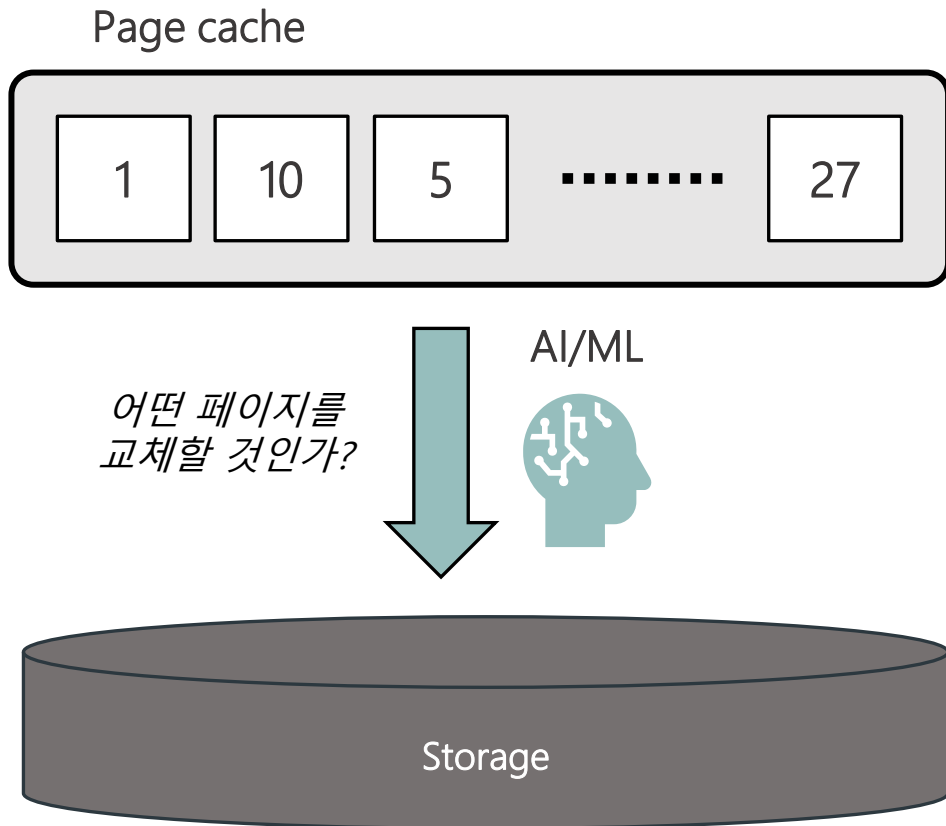 Page cache
1 10 5 ........ 27
AI/ML
어떤 페이지를
교체할 것인가?
Storage